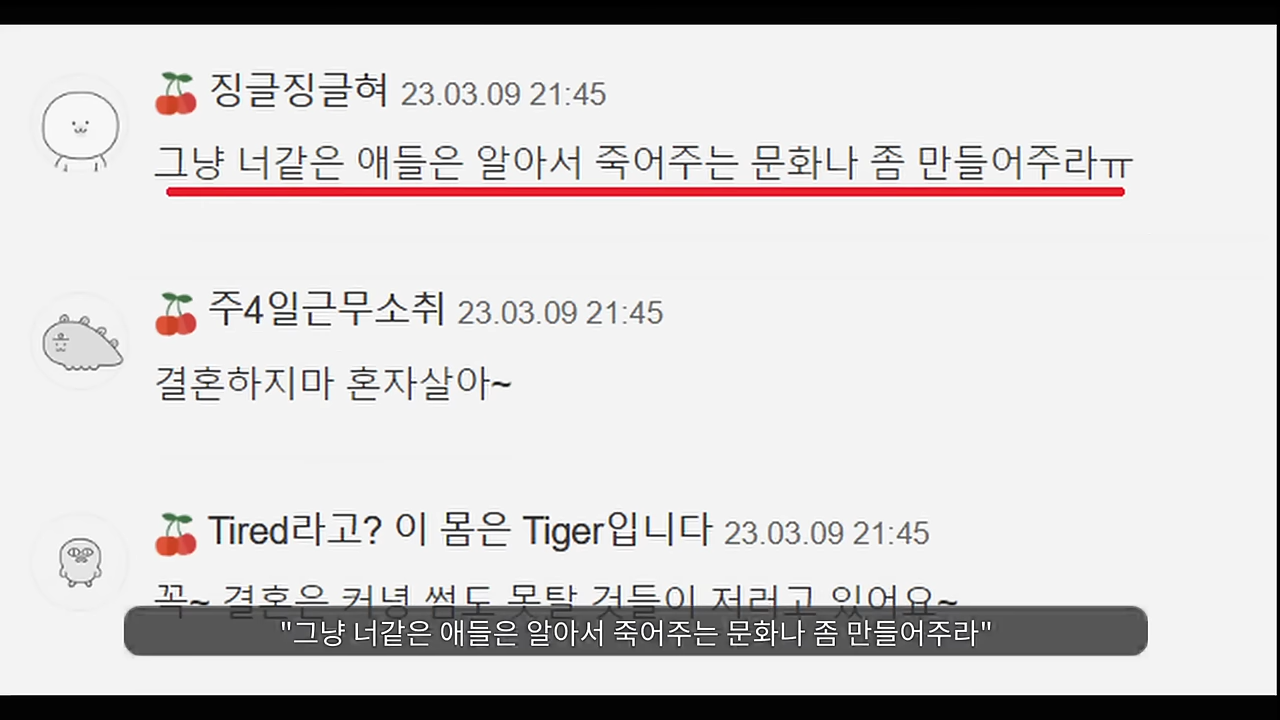 징글징글혀 23.03.09 21:45
그냥 너같은 애들은 알아서 죽어주는 문화나 좀 만들어주라ㅠ
주4일근무소취 23.03.09 21:45
결혼하지마 혼자살아~
Tired라고? 이 몸은 Tiger입니다 23.03.09 21:45
꼭~ 결혼은 커녕 썸도 못탈 것들이 저러고 있어요~
"그냥 너같은 애들은 알아서 죽어주는 문화나 좀 만들어주라"